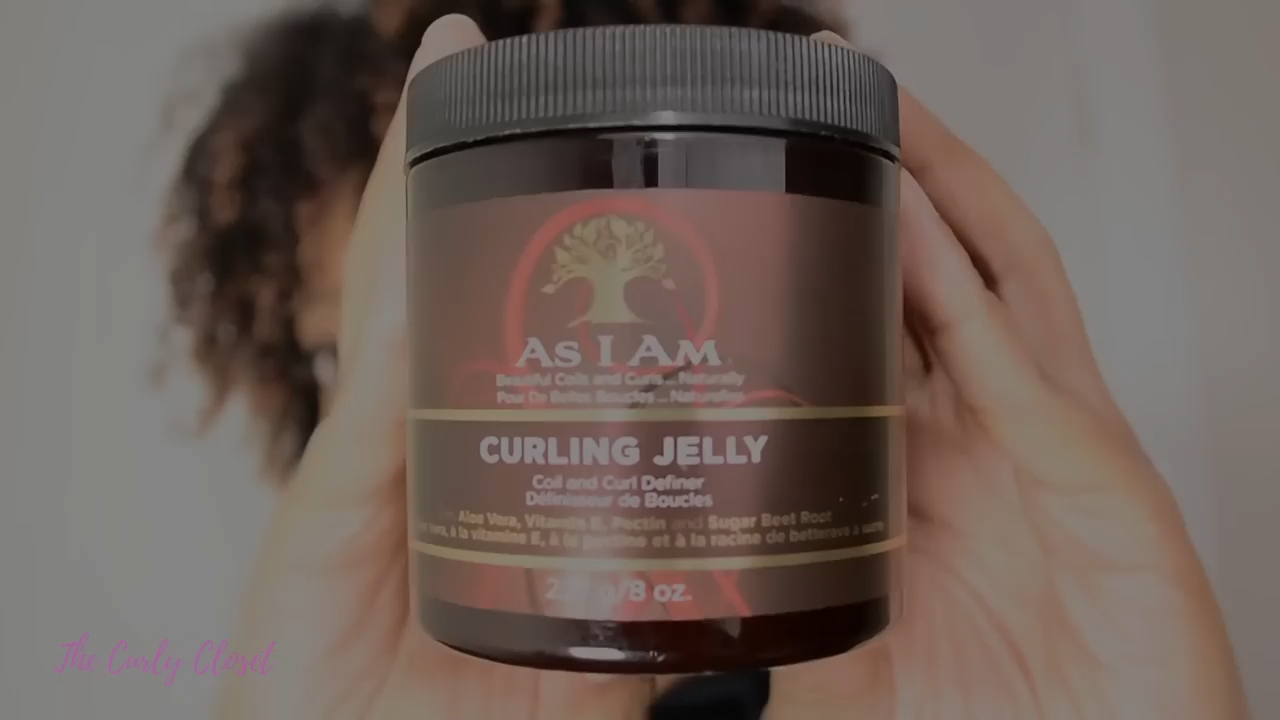 AS I AM
Beautiful Coils and Curls ... Naturally
Pour De Belles Boucles ... Naturelles
CURLING JELLY
Coil and Curl Definer
Définisseur de Boucles
Aloe Vera, Vitamin E, Pectin and Sugar Beet Root
à la vitamine E, à la pectine et à la racine de betterave à sucre
8 oz.
The Curly Closet